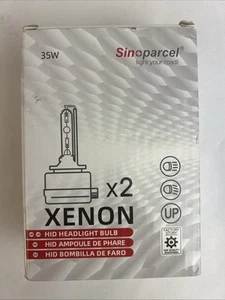 35W
Sinoparcel®
light your road!
x2
XENON
UP
HID HEADLIGHT BULB
HID AMPOULE DE PHARE
HID BOMBILLA DE FARO